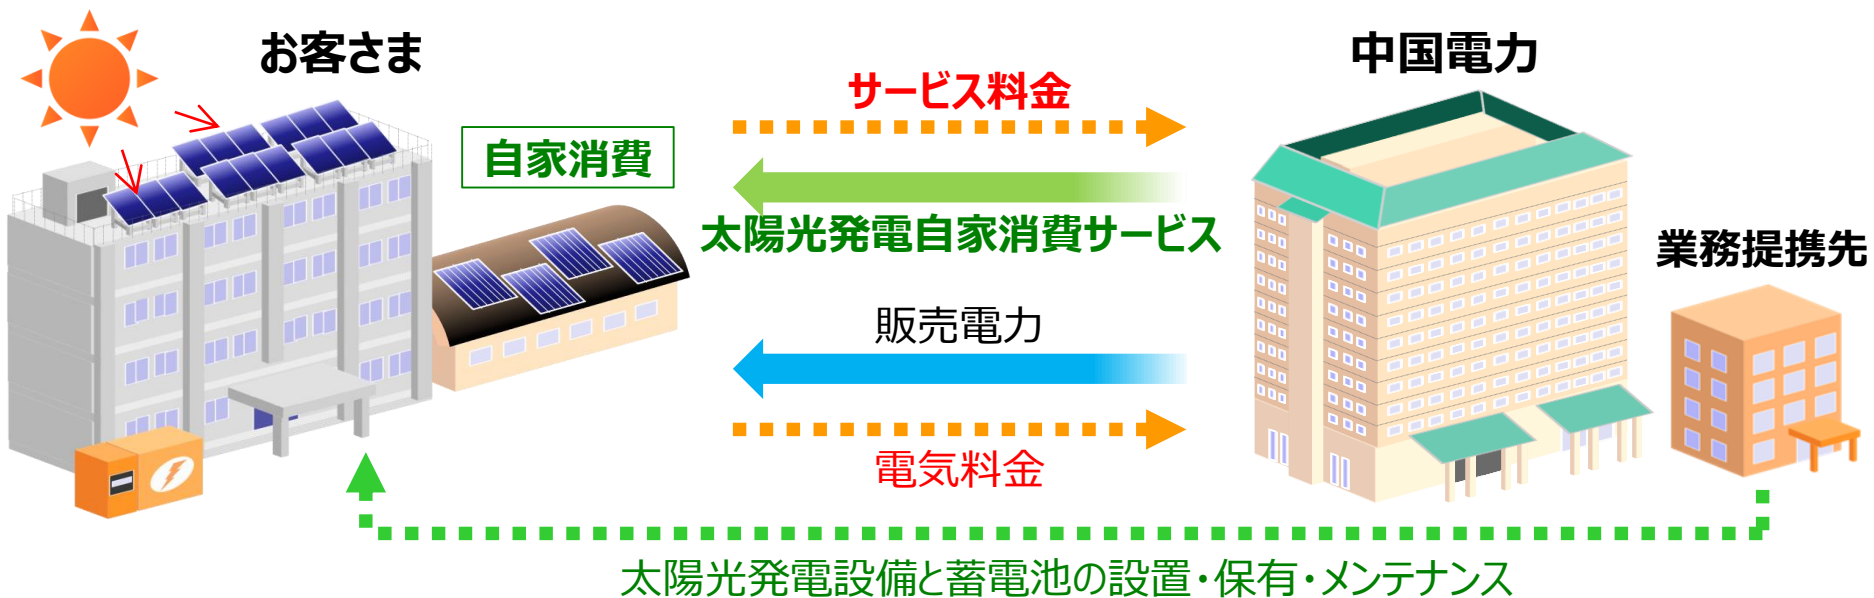 お客さま
中国電力
サービス料金
自家消費
太陽光発電自家消費サービス
業務提携先
販売電力
電気料金
太陽光発電設備と蓄電池の設置・保有・メンテナンス